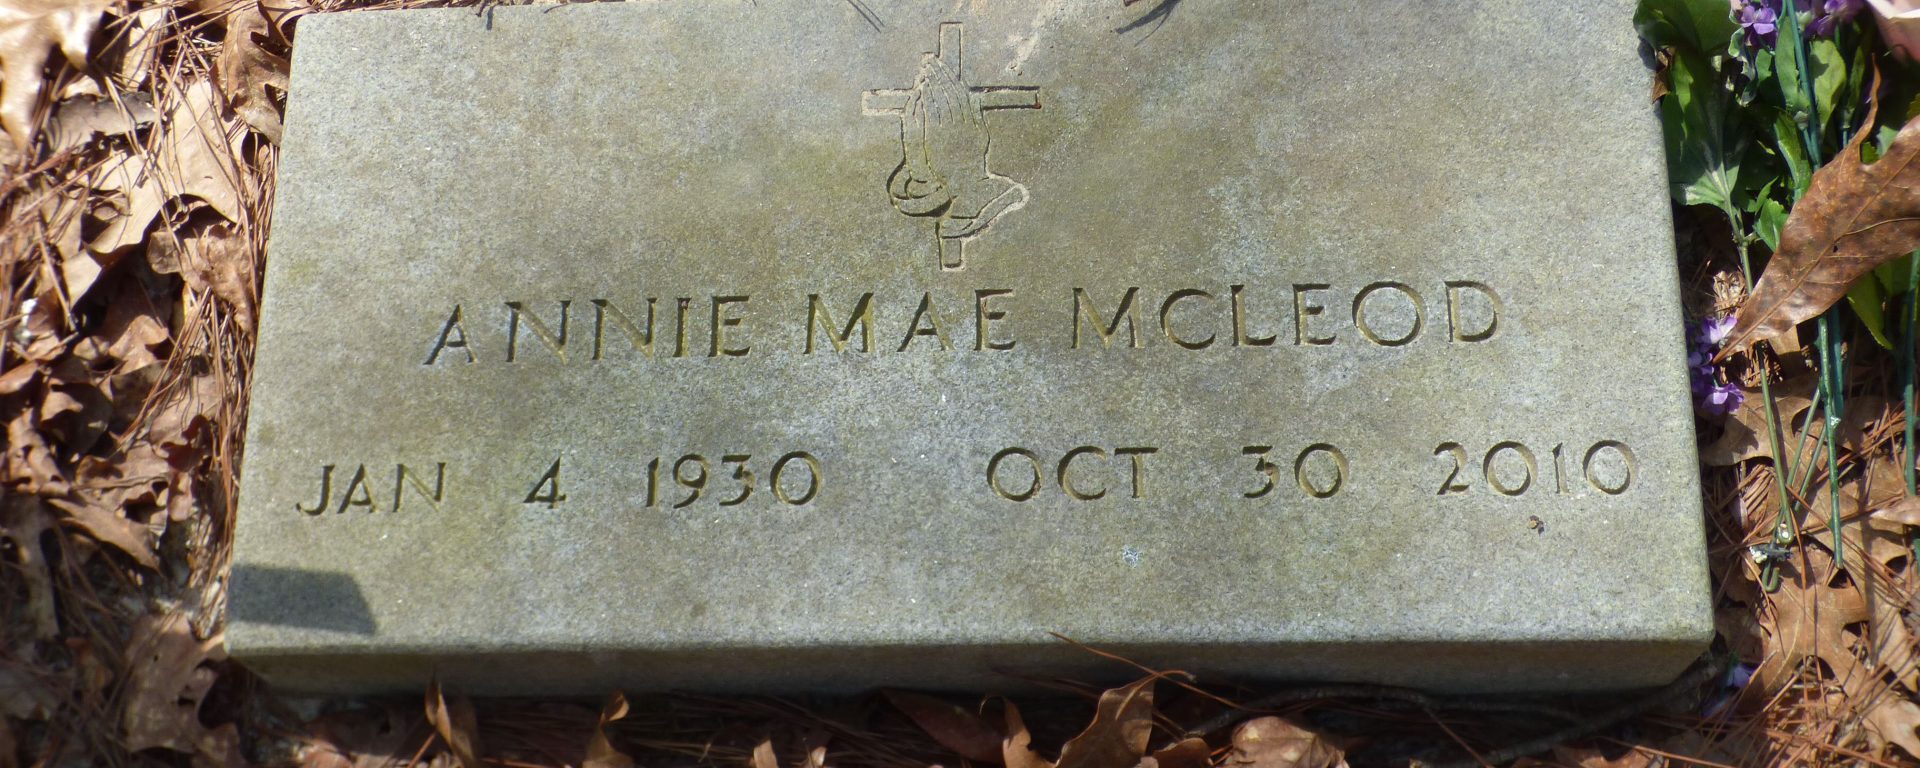 ANNIE MAE MCLEOD
JAN 4 1930 OCT 30 2010